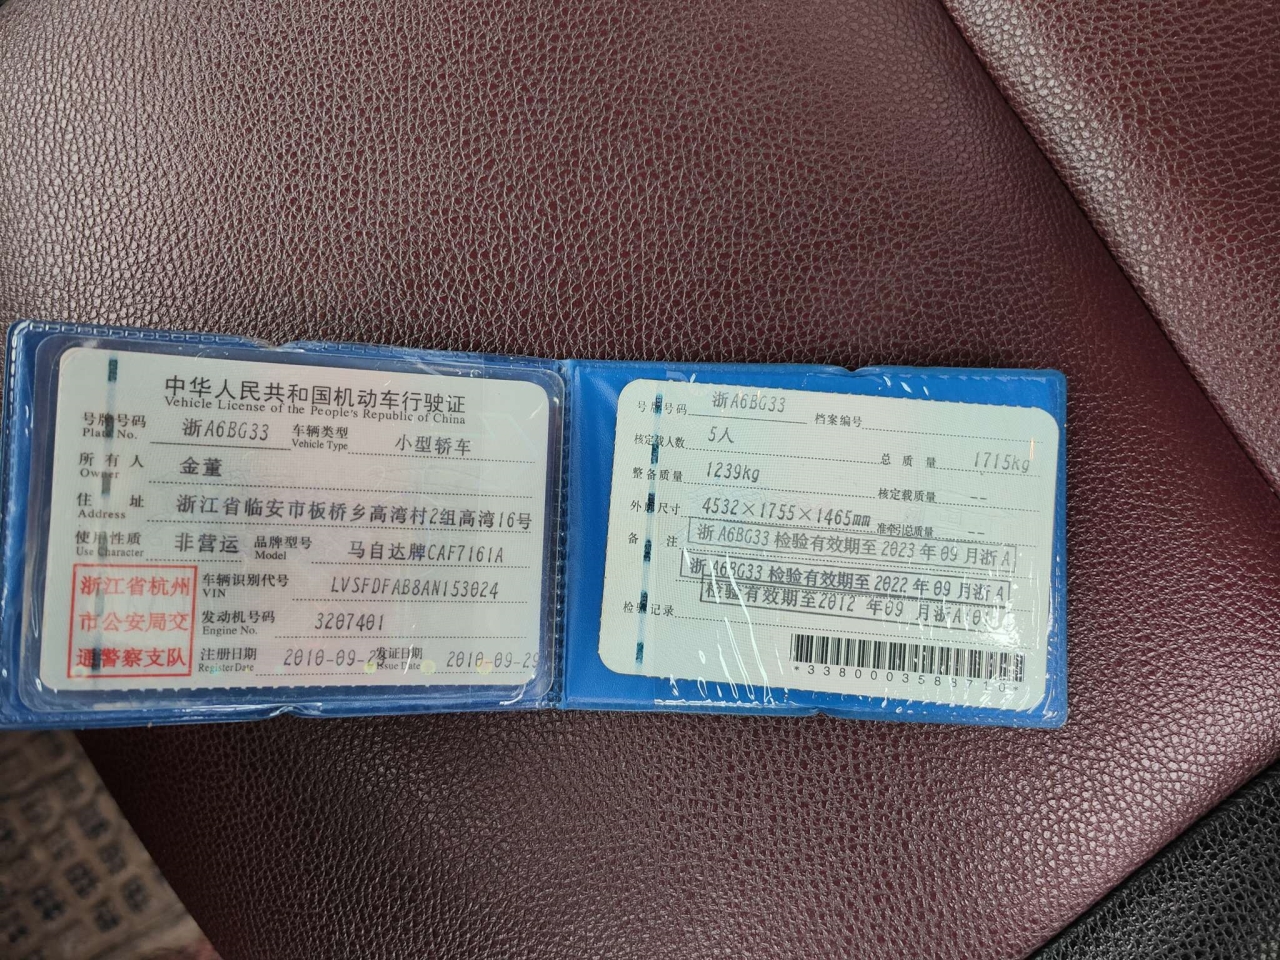 中华人民共和国机动车行驶证
Vehicle License of the People's Republic of China
号牌号码 浙A6BG33 车辆类型 小型轿车
Plate No. Vehicle Type
所有人 金董
Owner
住址 浙江省临安市板桥乡高湾村2组高湾16号
Address
使用性质 非营运 品牌型号 马自达牌CAF7161A
Use Character Model
浙江省杭州
市公安局交
通警察支队
车辆识别代号 LVSFDFAB8AN153024
VIN
发动机号码 3207401
Engine No.
注册日期 2010-09- 发证日期 2010-09-29
Register Date Issue Date
号牌号码 浙A6BG33 档案编号
核定载人数 5人 总质量 1715kg
整备质量 1239kg 核定载质量 --
外廓尺寸 4532×1755×1465mm 准牵引总质量 --
备注 浙A6BG33检验有效期至2023年09月浙A
浙A6BG33检验有效期至2022年09月浙A
检验有效期至2012年09月浙A
检验记录